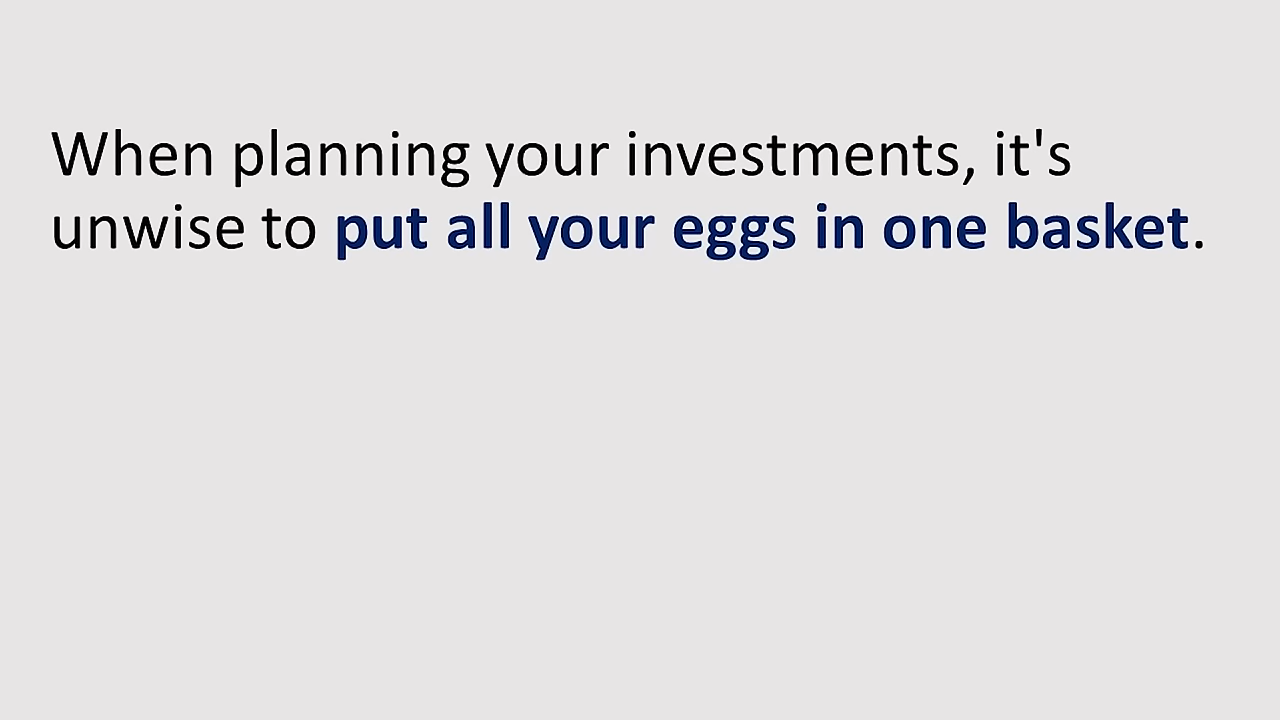 When planning your investments, it's
unwise to put all your eggs in one basket.